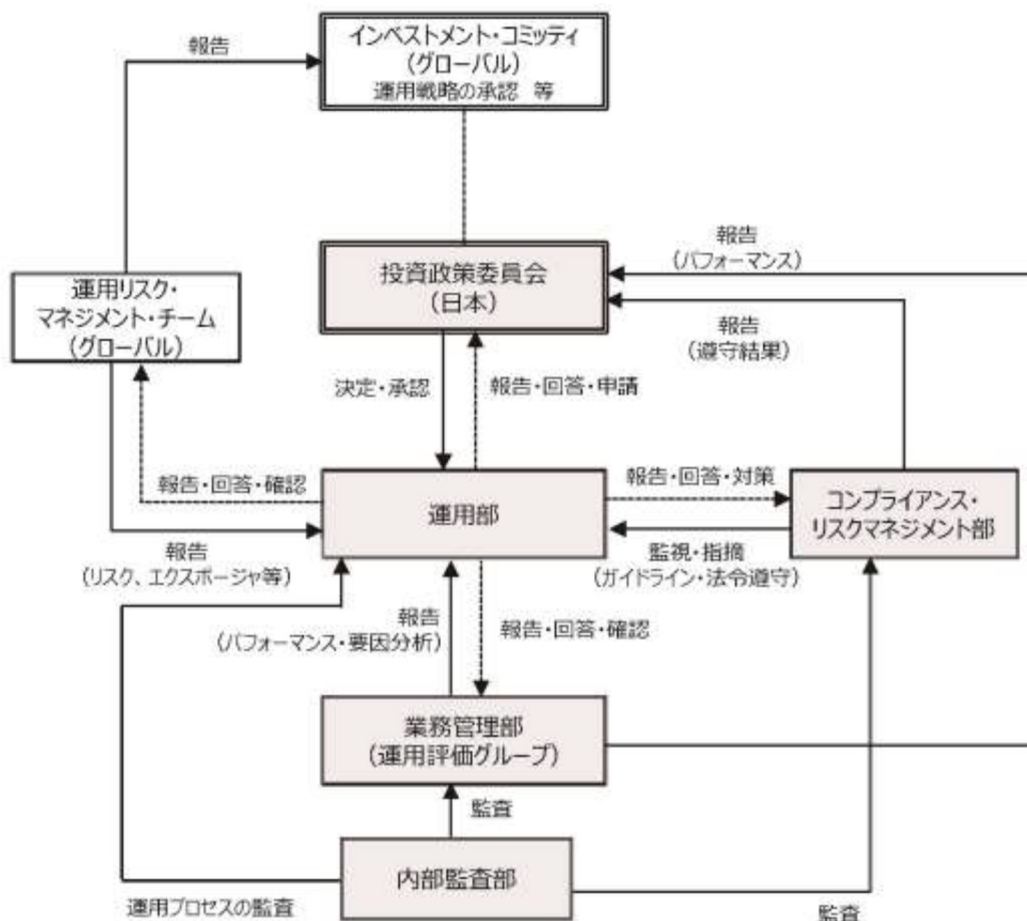 報告
インベストメント・コミッティ
(グローバル)
運用戦略の承認 等
報告
(パフォーマンス)
投資政策委員会
(日本)
運用リスク・
マネジメント・チーム
(グローバル)
報告
(遵守結果)
決定・承認
報告・回答・申請
報告・回答・確認
報告・回答・対策
運用部
コンプライアンス・
リスクマネジメント部
報告
(リスク、エクスポージャ等)
監視・指摘
(ガイドライン・法令遵守)
報告
(パフォーマンス・要因分析)
報告・回答・確認
業務管理部
(運用評価グループ)
監査
内部監査部
運用プロセスの監査
監査